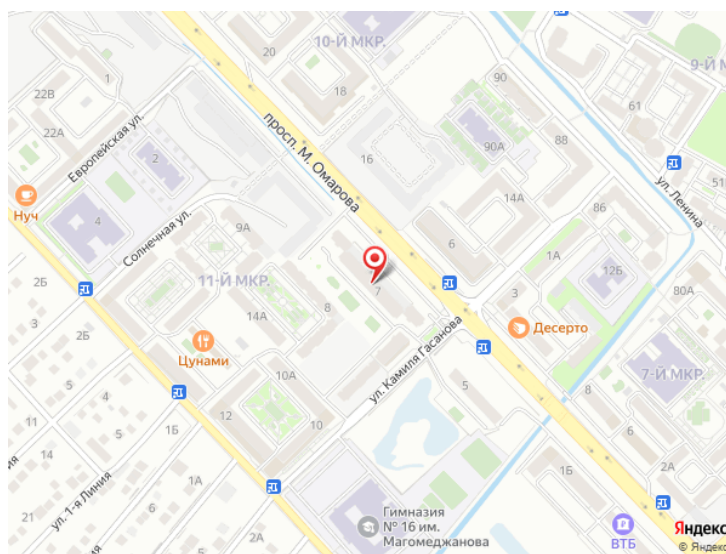 10-Й МКР.
9-Й М
20
90
61
1
22В
22А
Европейская ул.
18
просп. М. Омарова
2
16
90А
88
63
51
ул. Ленина
Нуч
4
Солнечная ул.
9А
14А
86
6
1А
2Б
11-Й МКР.
7
3
12Б
80А
3
2Б
14А
8
Десерто
Цунами
ул. Камиля Гасанова
7-Й МКР.
10А
5
8
11
4
5
1Б
12
10
6
14
21
ул. 1-я Линия
1А
1Б
2А
Гимназия
№ 16 им.
Магомеджанова
2А
ВТБ
Яндекс
© Яндекс